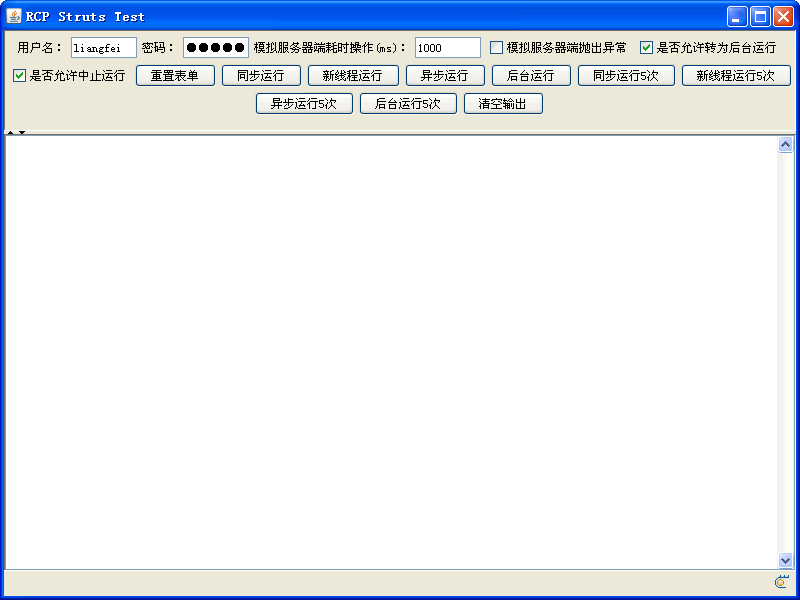 RCP Struts Test
用户名： liangfei 密码： ●●●●● 模拟服务器端耗时操作(ms)： 1000 模拟服务器端抛出异常 是否允许转为后台运行
是否允许中止运行 重置表单 同步运行 新线程运行 异步运行 后台运行 同步运行5次 新线程运行5次
异步运行5次 后台运行5次 清空输出